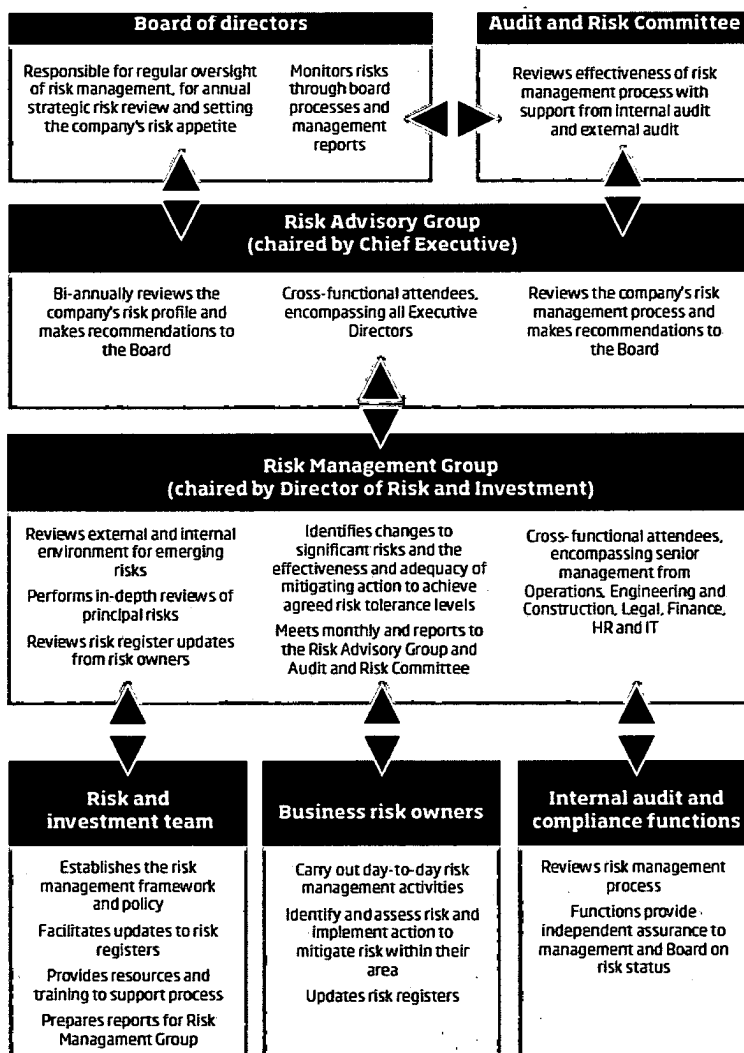 Board of directors
Responsible for regular oversight
of risk management, for annual
strategic risk review and setting
the company's risk appetite
Monitors risks
through board
processes and
management
reports
Audit and Risk Committee
Reviews effectiveness of risk
management process with
support from internal audit
and external audit
Risk Advisory Group
(chaired by Chief Executive)
Bi-annually reviews the
company's risk profile and
makes recommendations to
the Board
Cross-functional attendees,
encompassing all Executive
Directors
Reviews the company's risk
management process and
makes recommendations to
the Board
Risk Management Group
(chaired by Director of Risk and Investment)
Reviews external and internal
environment for emerging
risks
Performs in-depth reviews of
principal risks
Reviews risk register updates
from risk owners
Identifies changes to
significant risks and the
effectiveness and adequacy of
mitigating action to achieve
agreed risk tolerance levels
Meets monthly and reports to
the Risk Advisory Group and
Audit and Risk Committee
Cross-functional attendees,
encompassing senior
management from
Operations, Engineering and
Construction, Legal, Finance,
HR and IT
Risk and
investment team
Establishes the risk
management framework
and policy
Facilitates updates to risk
registers
Provides resources and
training to support process
Prepares reports for Risk
Managament Group
Business risk owners
Carry out day-to-day risk
management activities
Identify and assess risk and
implement action to
mitigate risk within their
area
Updates risk registers
Internal audit and
compliance functions
Reviews risk management
process
Functions provide
independent assurance to
management and Board on
risk status